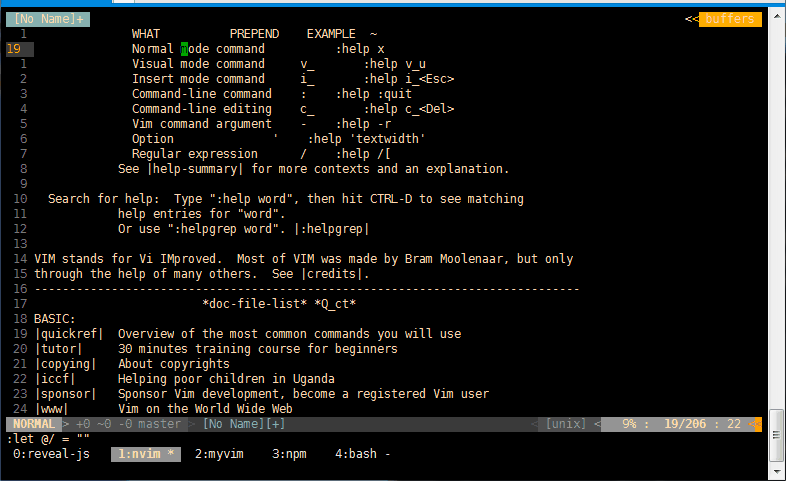 [No Name]+ << buffers
1 WHAT PREPEND EXAMPLE ~
19 Normal mode command :help x
1 Visual mode command v_ :help v_u
2 Insert mode command i_ :help i_<Esc>
3 Command-line command : :help :quit
4 Command-line editing c_ :help c_<Del>
5 Vim command argument - :help -r
6 Option ' :help 'textwidth'
7 Regular expression / :help /[
8 See |help-summary| for more contexts and an explanation.
9
10 Search for help: Type ":help word", then hit CTRL-D to see matching
11 help entries for "word".
12 Or use ":helpgrep word". |:helpgrep|
13
14 VIM stands for Vi IMproved. Most of VIM was made by Bram Moolenaar, but only
15 through the help of many others. See |credits|.
16 ------------------------------------------------------------------------------
17 *doc-file-list* *Q_ct*
18 BASIC:
19 |quickref| Overview of the most common commands you will use
20 |tutor| 30 minutes training course for beginners
21 |copying| About copyrights
22 |iccf| Helping poor children in Uganda
23 |sponsor| Sponsor Vim development, become a registered Vim user
24 |www| Vim on the World Wide Web
NORMAL > +0 ~0 -0 master > [No Name][+] < [unix] < 9% : 19/206 : 22 <<
:let @/ = ""
0:reveal-js 1:nvim * 2:myvim 3:npm 4:bash -